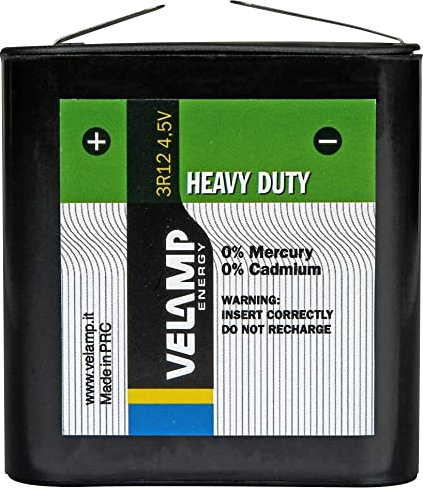 +
−
3R12 4,5V
HEAVY DUTY
VELAMP
ENERGY
0% Mercury
0% Cadmium
WARNING:
INSERT CORRECTLY
DO NOT RECHARGE
www.velamp.it
Made in PRC